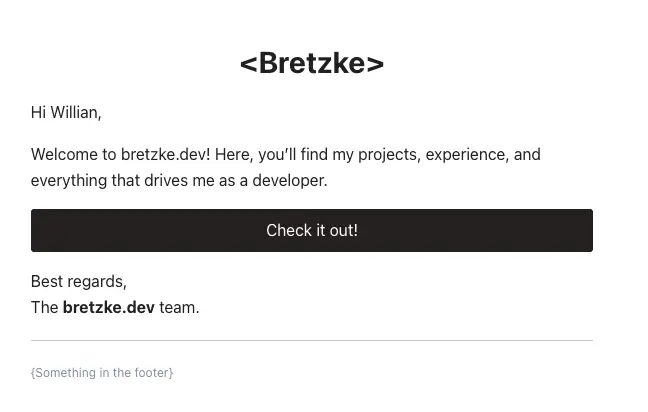 <Bretzke>
Hi Willian,
Welcome to bretzke.dev! Here, you’ll find my projects, experience, and
everything that drives me as a developer.
Check it out!
Best regards,
The bretzke.dev team.
{Something in the footer}